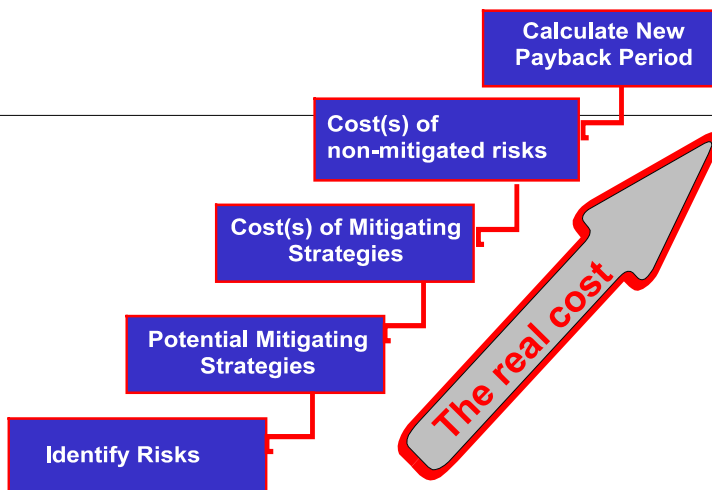 Calculate New
Payback Period
Cost(s) of
non-mitigated risks
Cost(s) of Mitigating
Strategies
Potential Mitigating
Strategies
Identify Risks
The real cost